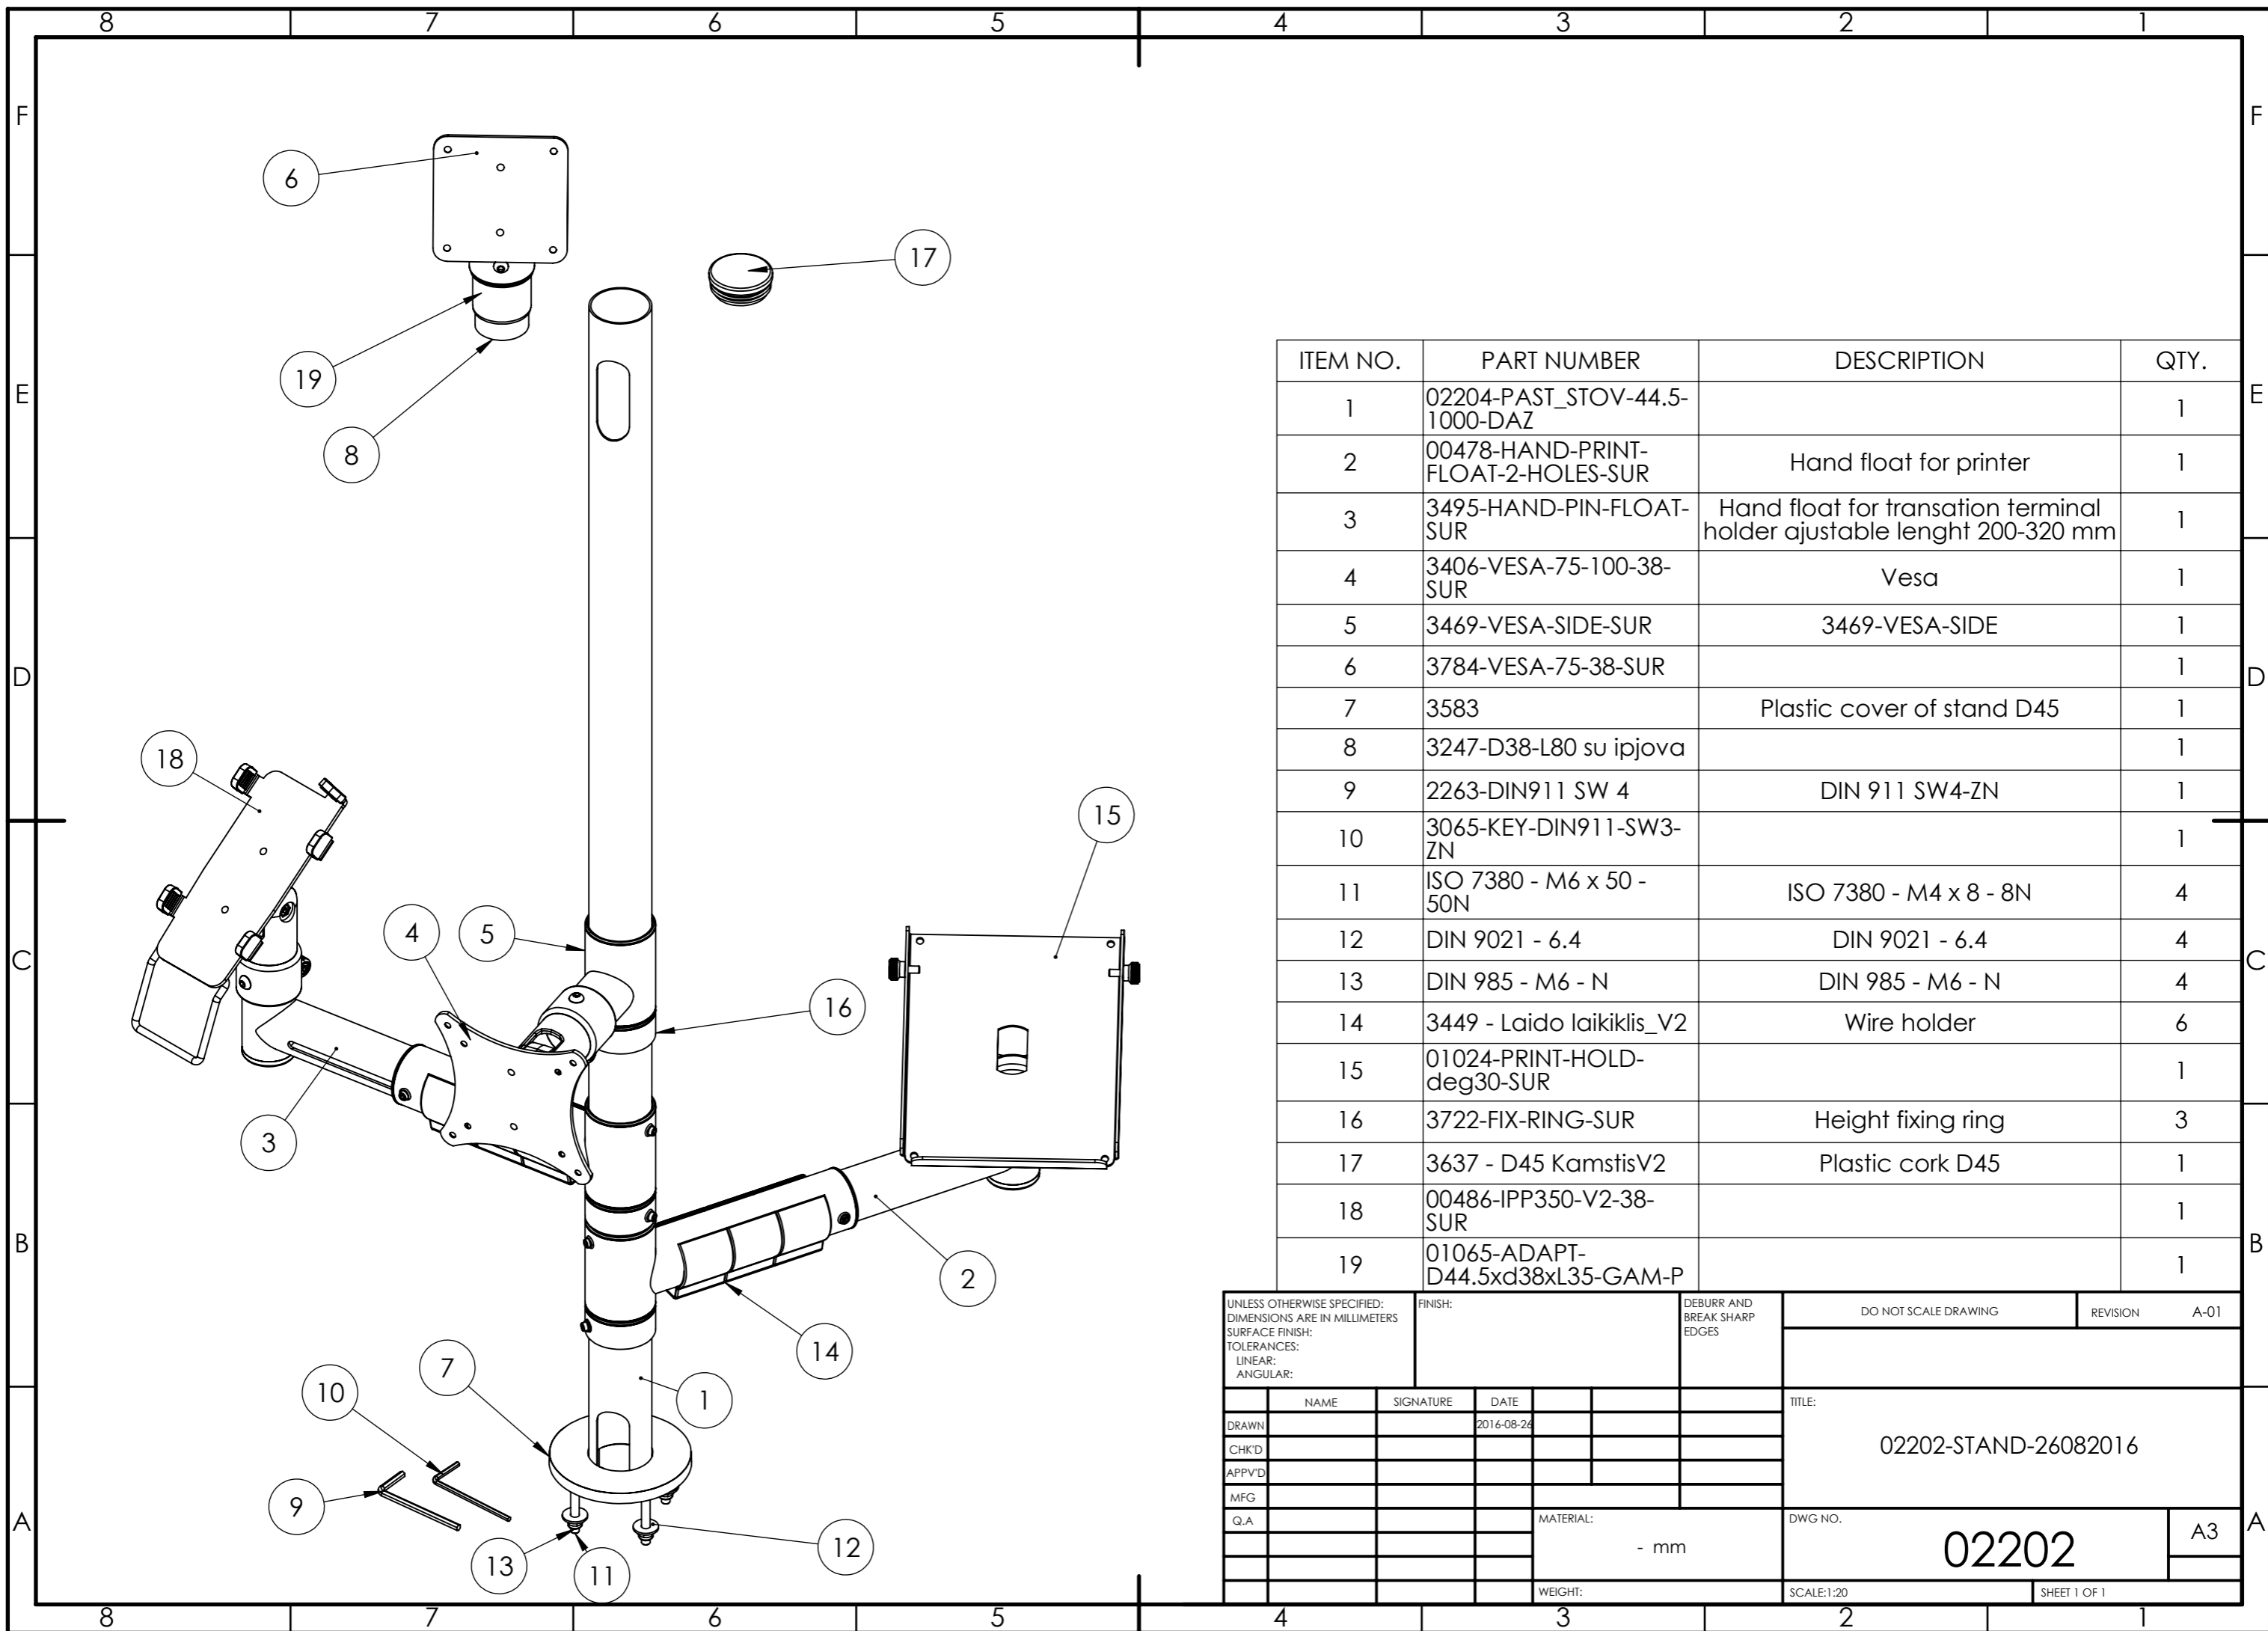 8 7 6 5 4 3 2 1
F F
6
17
19
8
E E
ITEM NO. PART NUMBER DESCRIPTION QTY.
1 02204-PAST_STOV-44.5-
1000-DAZ 1
2 00478-HAND-PRINT-
FLOAT-2-HOLES-SUR Hand float for printer 1
3 3495-HAND-PIN-FLOAT-
SUR Hand float for transation terminal
holder ajustable lenght 200-320 mm 1
4 3406-VESA-75-100-38-
SUR Vesa 1
5 3469-VESA-SIDE-SUR 3469-VESA-SIDE 1
6 3784-VESA-75-38-SUR 1
7 3583 Plastic cover of stand D45 1
8 3247-D38-L80 su ipjova 1
9 2263-DIN911 SW 4 DIN 911 SW4-ZN 1
10 3065-KEY-DIN911-SW3-
ZN 1
11 ISO 7380 - M6 x 50 -
50N ISO 7380 - M4 x 8 - 8N 4
12 DIN 9021 - 6.4 DIN 9021 - 6.4 4
13 DIN 985 - M6 - N DIN 985 - M6 - N 4
14 3449 - Laido laikiklis_V2 Wire holder 6
15 01024-PRINT-HOLD-
deg30-SUR 1
16 3722-FIX-RING-SUR Height fixing ring 3
17 3637 - D45 KamstisV2 Plastic cork D45 1
18 00486-IPP350-V2-38-
SUR 1
19 01065-ADAPT-
D44.5xd38xL35-GAM-P 1
D D
18
15
4
5
C C
16
3
B B
2
14
7
10
1
9
13
11
12
A A
UNLESS OTHERWISE SPECIFIED:
DIMENSIONS ARE IN MILLIMETERS
SURFACE FINISH:
TOLERANCES:
LINEAR:
ANGULAR:
FINISH:
DEBURR AND
BREAK SHARP
EDGES
DO NOT SCALE DRAWING
REVISION A-01
NAME SIGNATURE DATE
DRAWN 2016-08-26
CHK'D
APPV'D
MFG
Q.A
MATERIAL:
- mm
WEIGHT:
TITLE:
02202-STAND-26082016
DWG NO.
02202
A3
SCALE:1:20
SHEET 1 OF 1
8 7 6 5 4 3 2 1